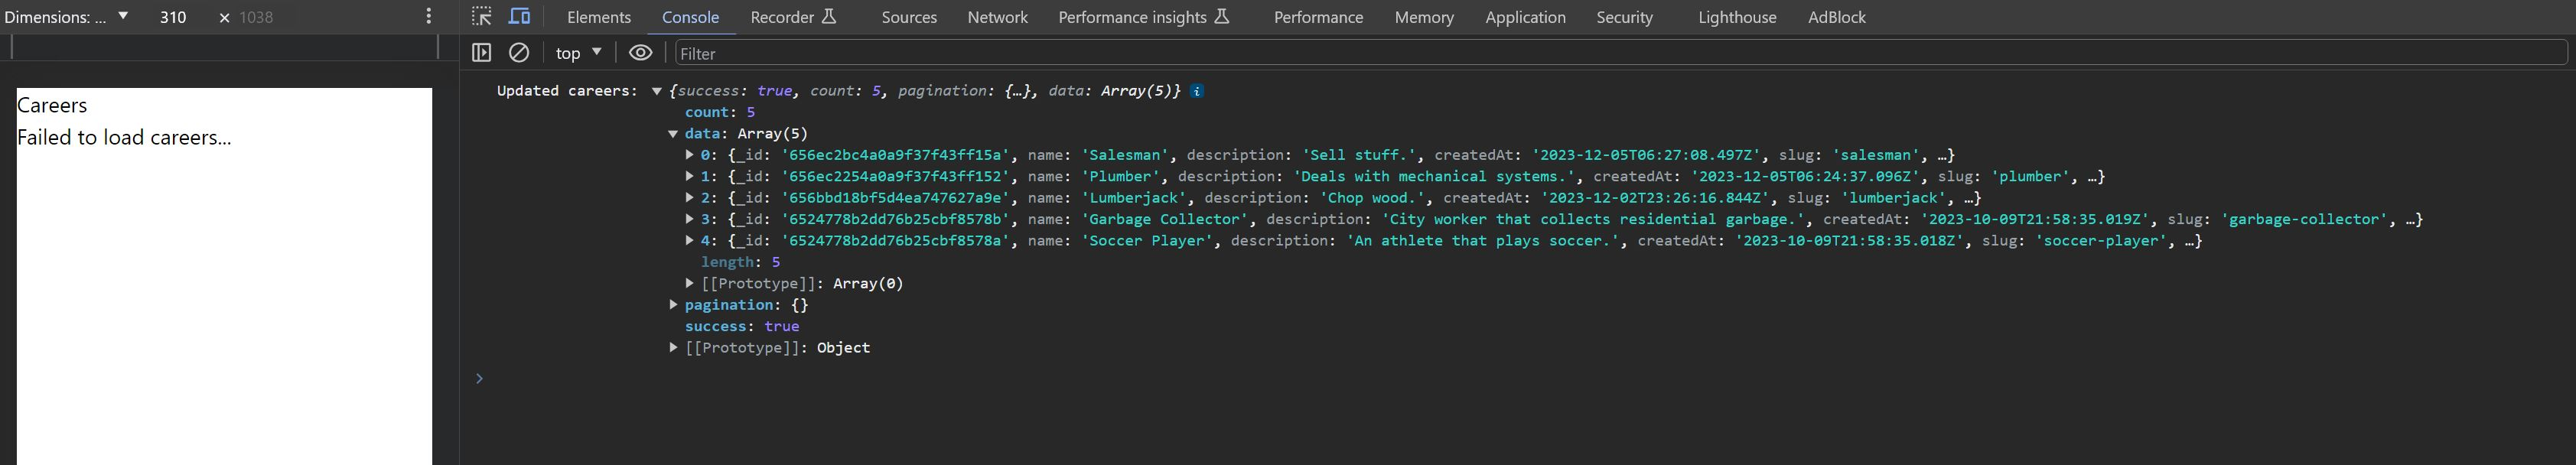 Dimensions: ... ▼ 310 × 1038
Elements Console Recorder Sources Network Performance insights Performance Memory Application Security Lighthouse AdBlock
top ▼ Filter
Careers
Failed to load careers...
Updated careers: ▼ {success: true, count: 5, pagination: {…}, data: Array(5)} i
count: 5
▼ data: Array(5)
▶ 0: {_id: '656ec2bc4a0a9f37f43ff15a', name: 'Salesman', description: 'Sell stuff.', createdAt: '2023-12-05T06:27:08.497Z', slug: 'salesman', …}
▶ 1: {_id: '656ec2254a0a9f37f43ff152', name: 'Plumber', description: 'Deals with mechanical systems.', createdAt: '2023-12-05T06:24:37.096Z', slug: 'plumber', …}
▶ 2: {_id: '656bbd18bf5d4ea747627a9e', name: 'Lumberjack', description: 'Chop wood.', createdAt: '2023-12-02T23:26:16.844Z', slug: 'lumberjack', …}
▶ 3: {_id: '6524778b2dd76b25cbf8578b', name: 'Garbage Collector', description: 'City worker that collects residential garbage.', createdAt: '2023-10-09T21:58:35.019Z', slug: 'garbage-collector', …}
▶ 4: {_id: '6524778b2dd76b25cbf8578a', name: 'Soccer Player', description: 'An athlete that plays soccer.', createdAt: '2023-10-09T21:58:35.018Z', slug: 'soccer-player', …}
length: 5
▶ [[Prototype]]: Array(0)
▶ pagination: {}
success: true
▶ [[Prototype]]: Object